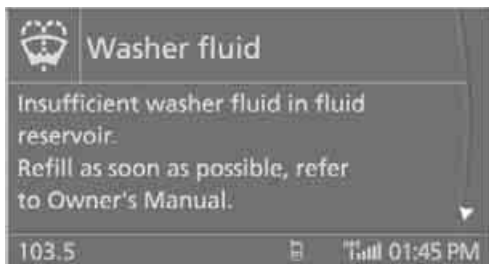 Washer fluid
Insufficient washer fluid in fluid
reservoir.
Refill as soon as possible, refer
to Owner's Manual.
103.5 01:45 PM